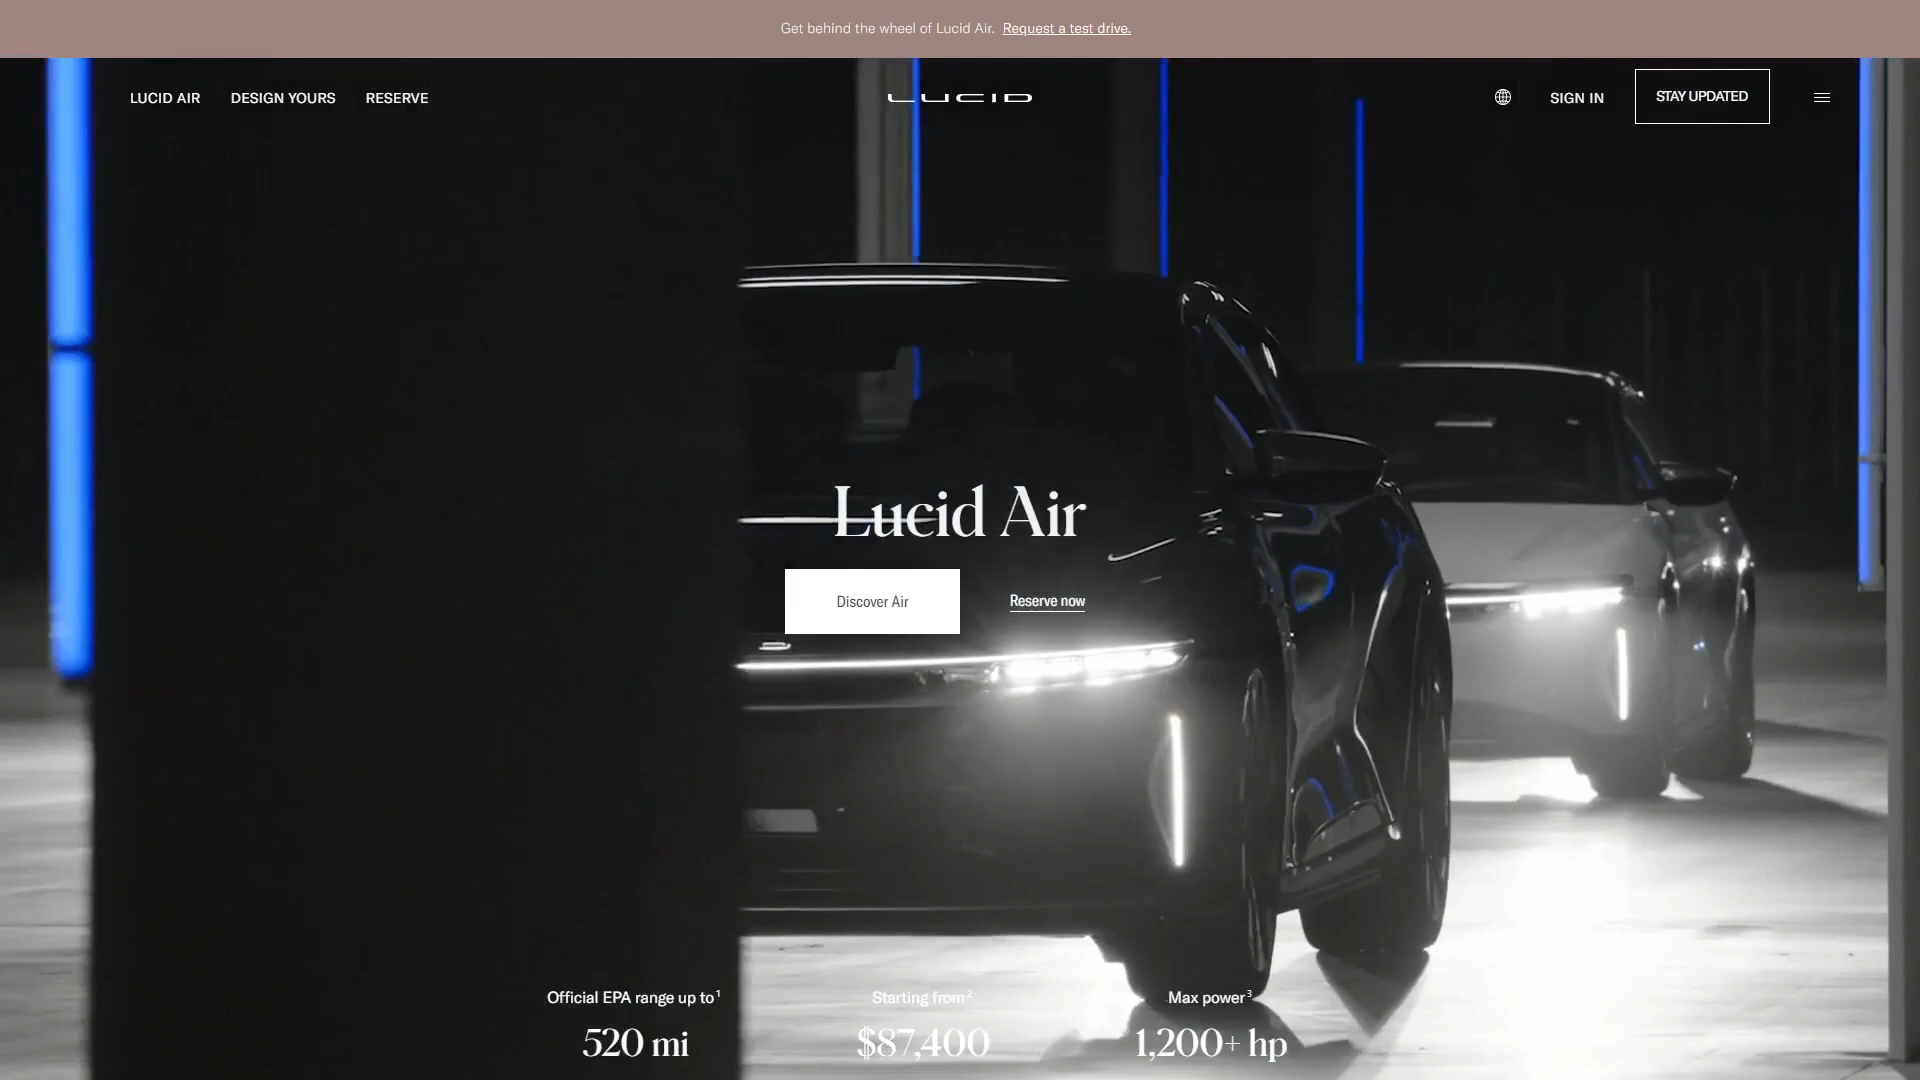 Get behind the wheel of Lucid Air. Request a test drive.
LUCID AIR DESIGN YOURS RESERVE LUCID SIGN IN STAY UPDATED
Lucid Air
Discover Air Reserve now
Official EPA range up to¹ Starting from² Max power³
520 mi $87,400 1,200+ hp